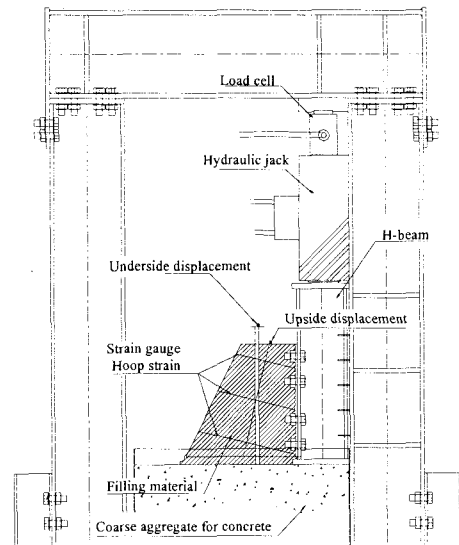 Load cell
Hydraulic jack
H-beam
Underside displacement
Upside displacement
Strain gauge
Hoop strain
Filling material
Coarse aggregate for concrete